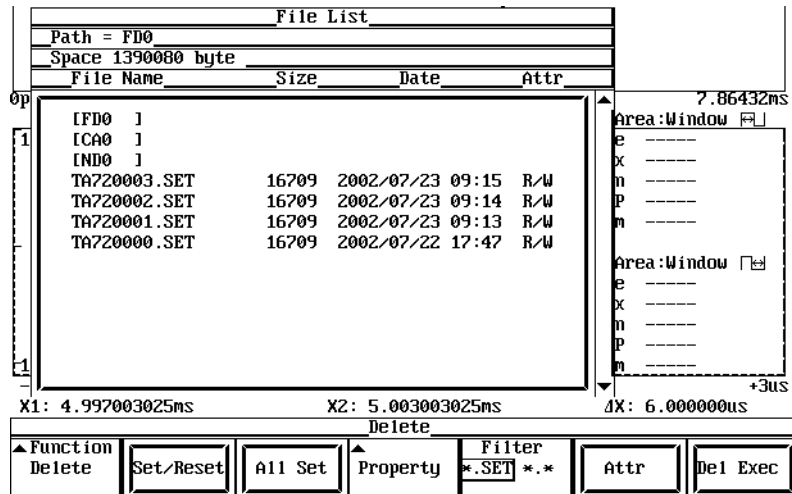 File List
Path = FD0
Space 1390080 byte
File Name Size Date Attr
0p 7.86432ms
[FD0 ] Area:Window
1 [CA0 ] e -----
[ND0 ] x -----
TA720003.SET 16709 2002/07/23 09:15 R/W m -----
TA720002.SET 16709 2002/07/23 09:14 R/W P -----
TA720001.SET 16709 2002/07/23 09:13 R/W m -----
TA720000.SET 16709 2002/07/22 17:47 R/W
Area:Window
e -----
x -----
m -----
P -----
1 m -----
+3us
X1: 4.997003025ms X2: 5.003003025ms ΔX: 6.000000us
Delete
Function Filter
Delete Set/Reset All Set Property *.SET *.* Attr Del Exec